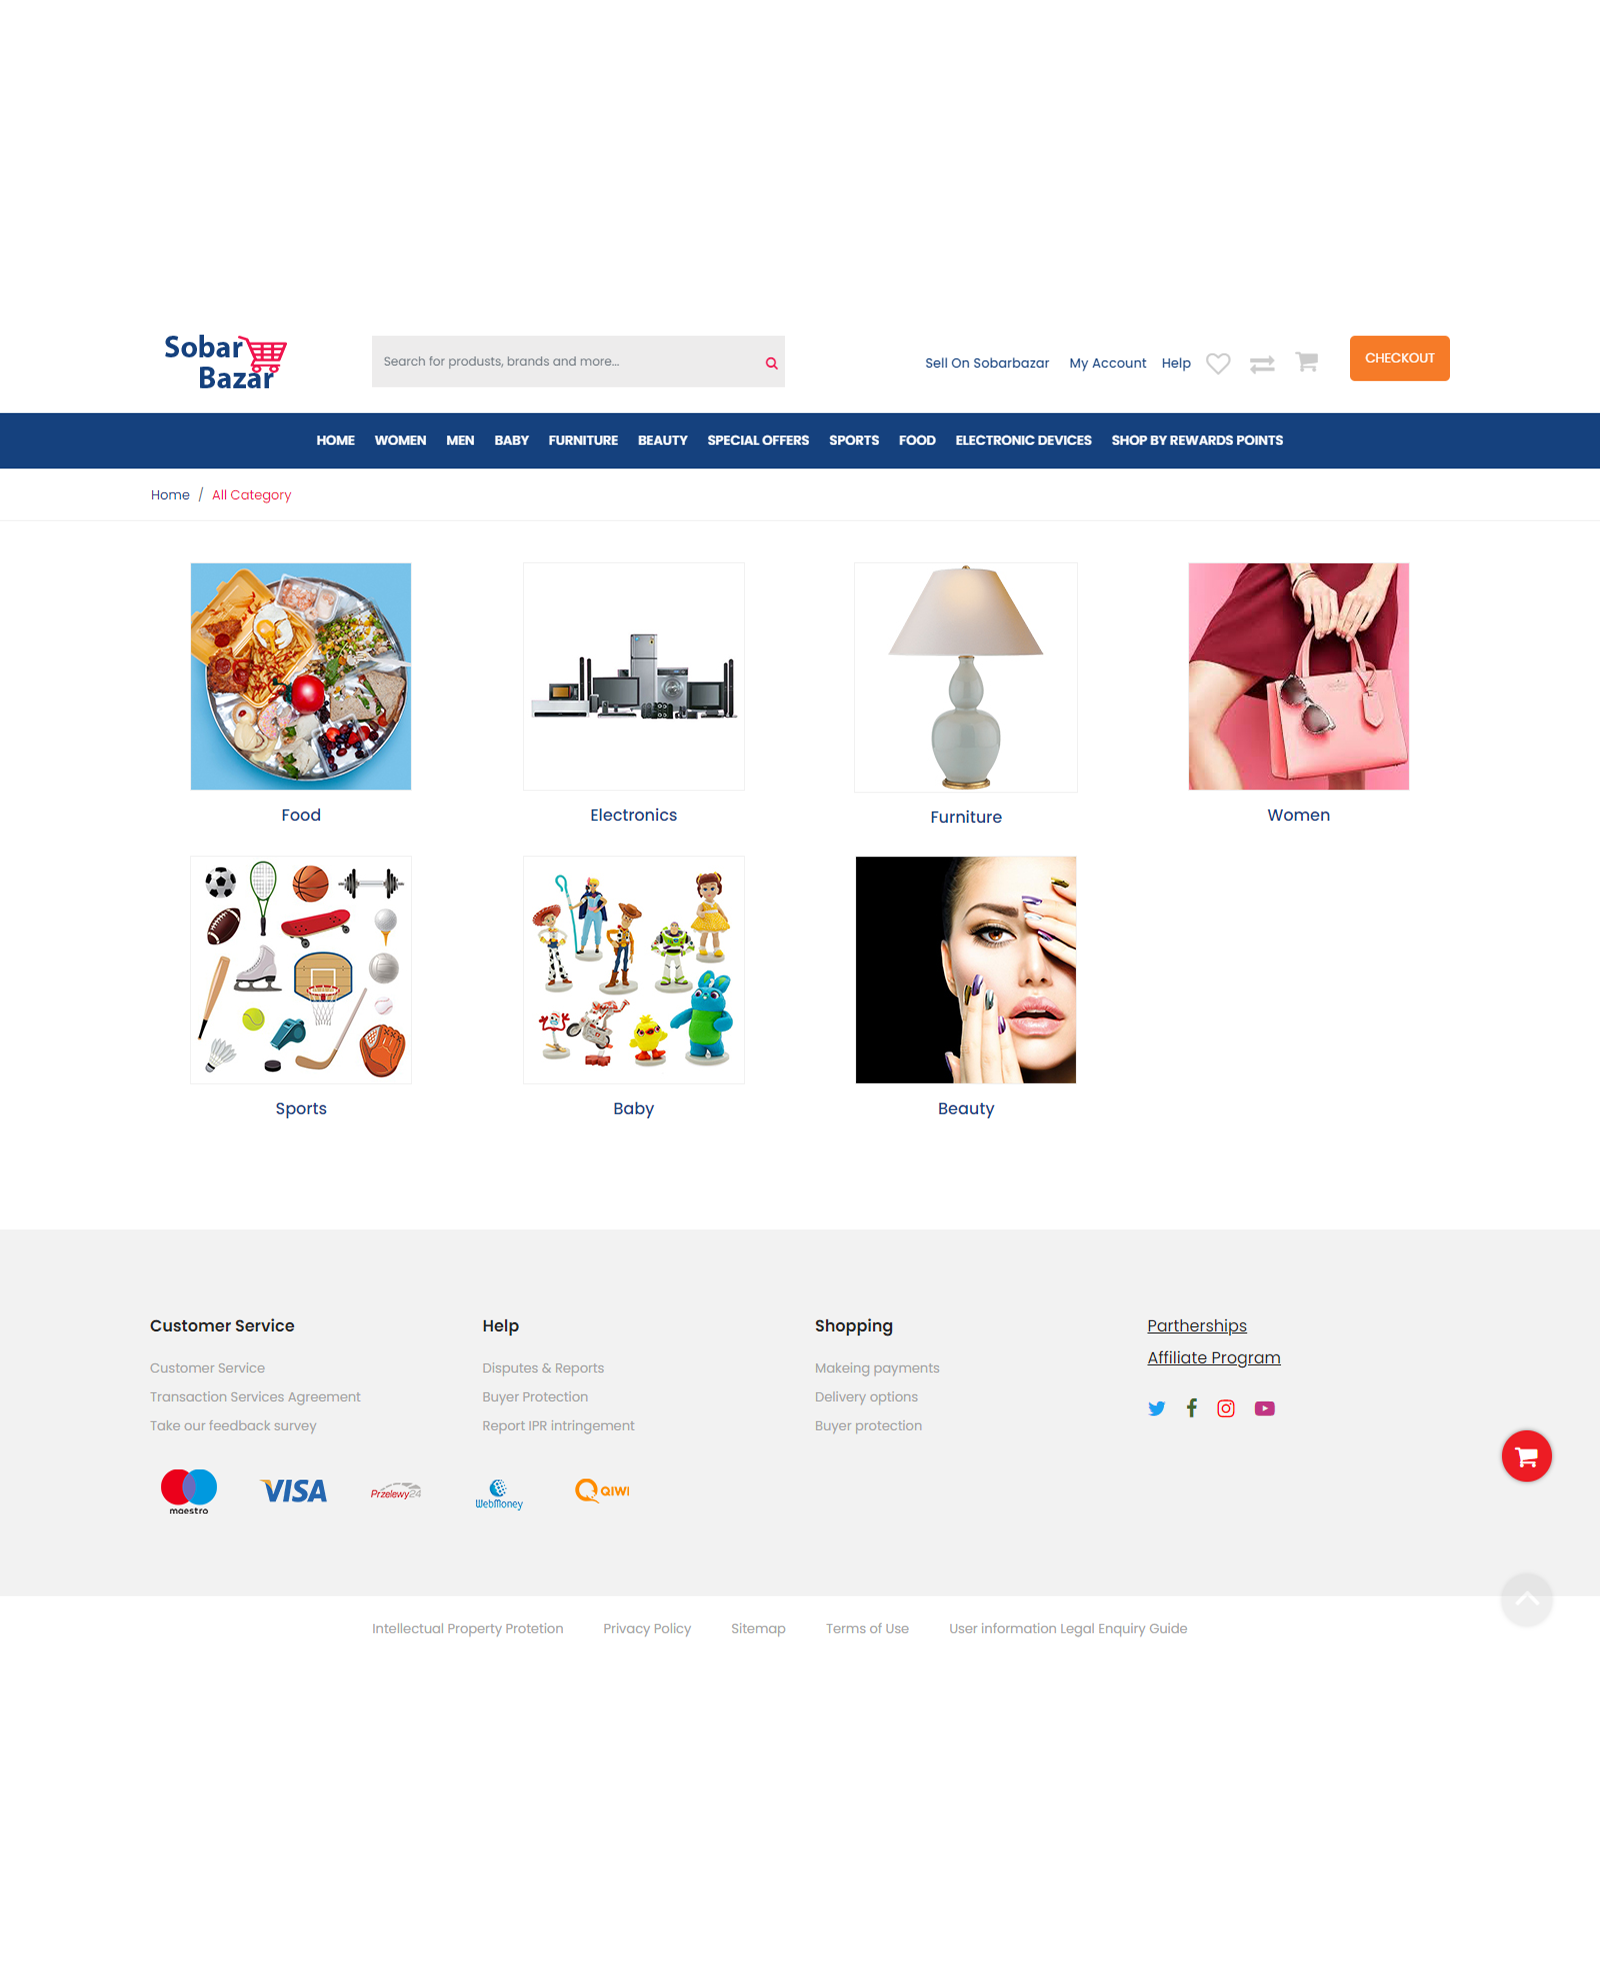 Sobar
Bazar
Search for produsts, brands and more...
Sell On Sobarbazar
My Account
Help
CHECKOUT
HOME WOMEN MEN BABY FURNITURE BEAUTY SPECIAL OFFERS SPORTS FOOD ELECTRONIC DEVICES SHOP BY REWARDS POINTS
Home / All Category
Food
Electronics
Furniture
Women
Sports
Baby
Beauty
Customer Service
Customer Service
Transaction Services Agreement
Take our feedback survey
Help
Disputes & Reports
Buyer Protection
Report IPR intringement
Shopping
Makeing payments
Delivery options
Buyer protection
Partherships
Affiliate Program
maestro
VISA
Przelewy24
WebMoney
QIWI
Intellectual Property Protetion
Privacy Policy
Sitemap
Terms of Use
User information Legal Enquiry Guide